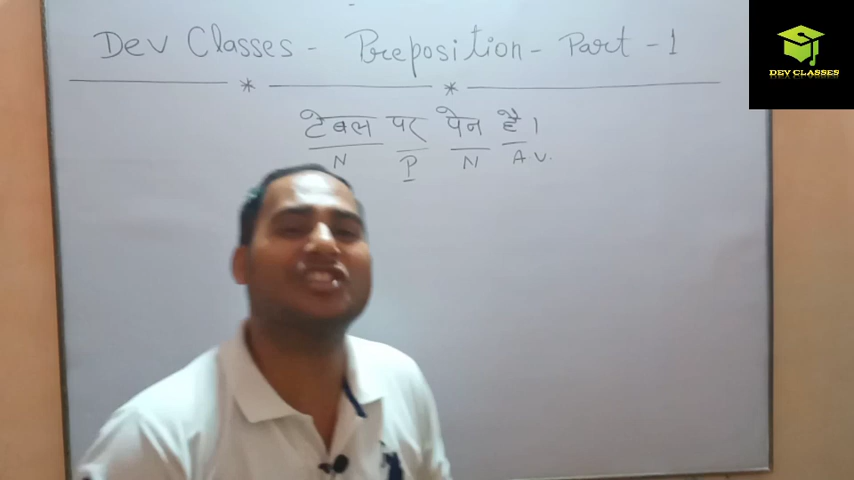 Dev Classes - Preposition - Part - 1
टेबल पर पेन है।
N P N A.V.
DEV CLASSES